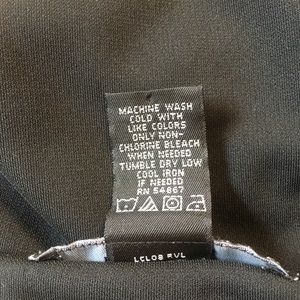 MACHINE WASH
COLD WITH
LIKE COLORS
ONLY NON-
CHLORINE BLEACH
WHEN NEEDED
TUMBLE DRY LOW
COOL IRON
IF NEEDED
RN 54867